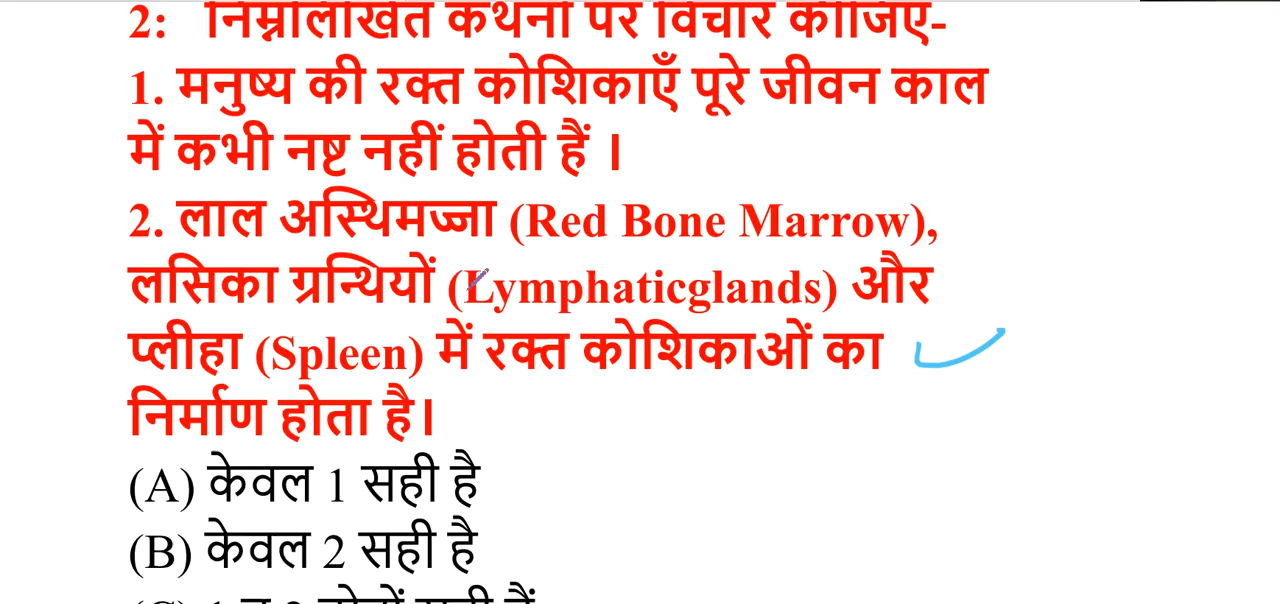 2: निम्नलिखित कथनों पर विचार कीजिए-
1. मनुष्य की रक्त कोशिकाएँ पूरे जीवन काल
में कभी नष्ट नहीं होती हैं ।
2. लाल अस्थिमज्जा (Red Bone Marrow),
लसिका ग्रन्थियों (Lymphaticglands) और
प्लीहा (Spleen) में रक्त कोशिकाओं का
निर्माण होता है।
(A) केवल 1 सही है
(B) केवल 2 सही है